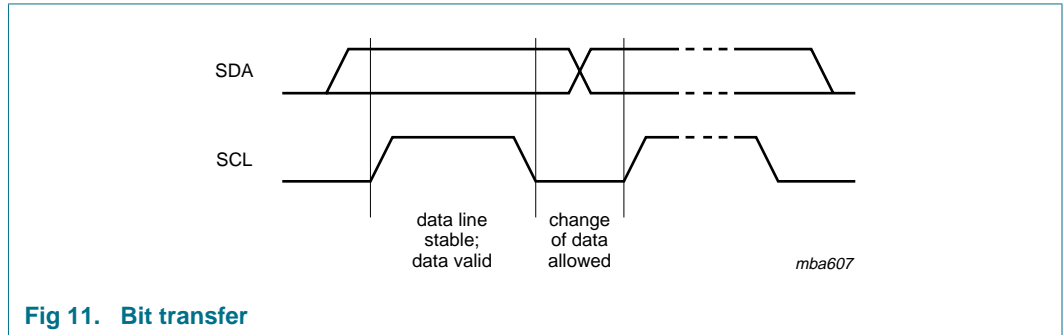 SDA
SCL
data line
stable;
data valid
change
of data
allowed
mba607
Fig 11. Bit transfer